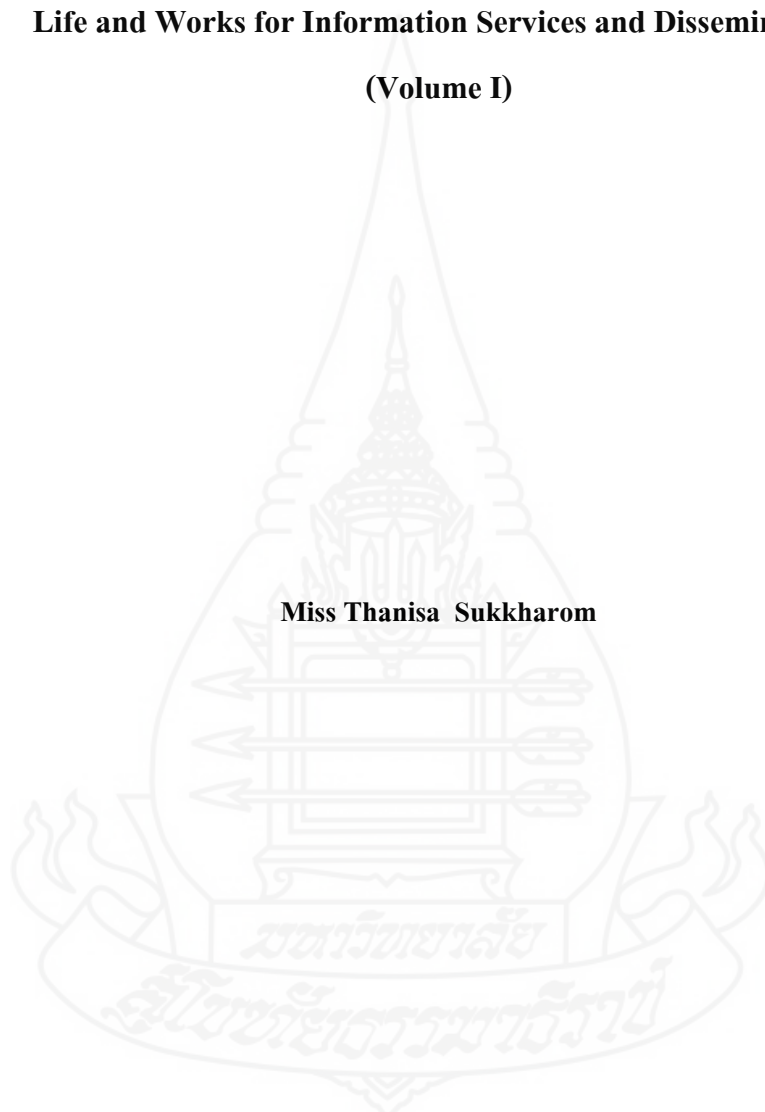 Life and Works for Information Services and Dissemin
(Volume I)
Miss Thanisa Sukkharom
มหาวิทยาลัย
สุโขทัยธรรมาธิราช